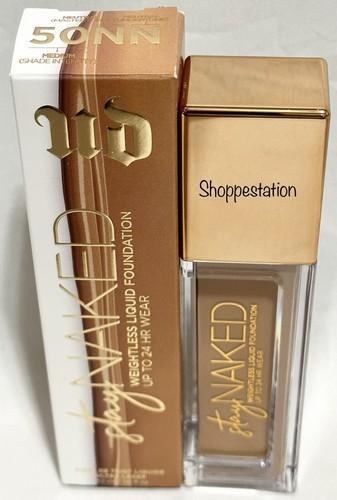 50NN
MEDIUM
UD
stay NAKED
WEIGHTLESS LIQUID FOUNDATION
UP TO 24 HR WEAR
Shoppestation
stay NAKED
WEIGHTLESS LIQUID FOUNDATION
UP TO 24 HR WEAR